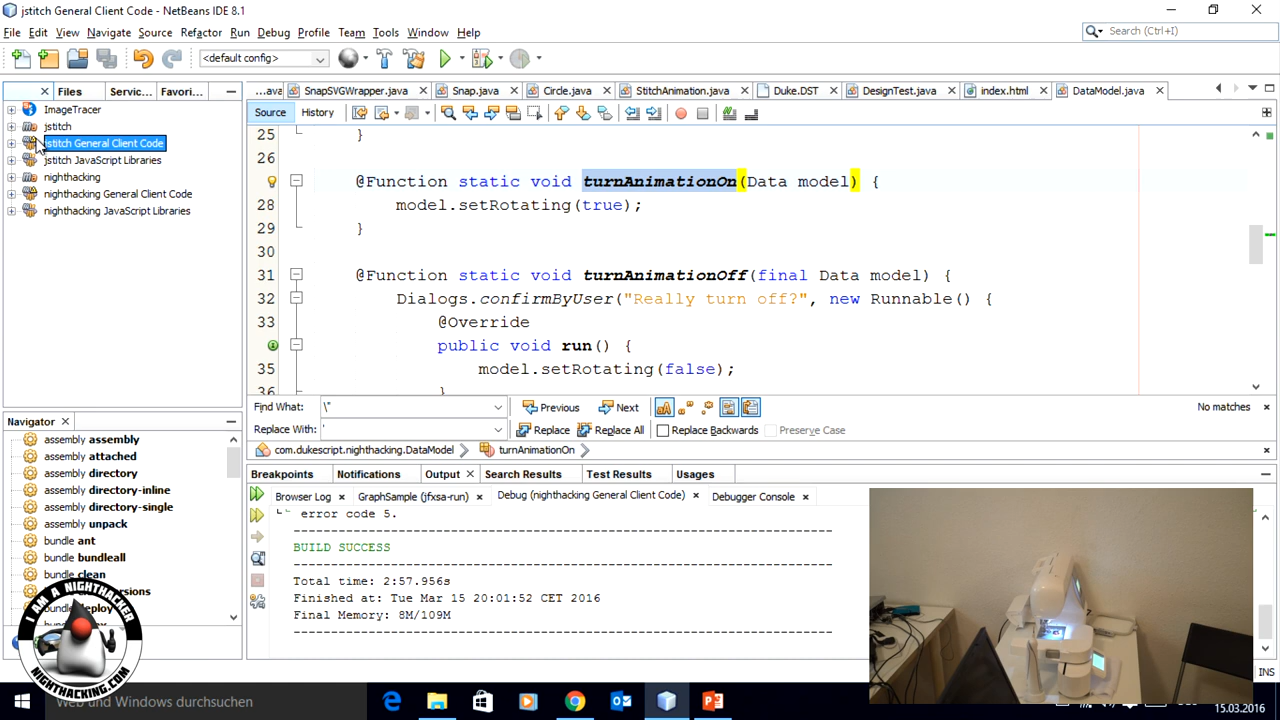 jstitch General Client Code - NetBeans IDE 8.1
File Edit View Navigate Source Refactor Run Debug Profile Team Tools Window Help
Search (Ctrl+I)
<default config>
Files Servic... Favori...
...ava SnapSVGWrapper.java Snap.java Circle.java StitchAnimation.java Duke.DST DesignTest.java index.html DataModel.java
ImageTracer
jstitch
jstitch General Client Code
jstitch JavaScript Libraries
nighthacking
nighthacking General Client Code
nighthacking JavaScript Libraries
Source History
25 }
26
@Function static void turnAnimationOn(Data model) {
28 model.setRotating(true);
29 }
30
31 @Function static void turnAnimationOff(final Data model) {
32 Dialogs.confirmByUser("Really turn off?", new Runnable() {
33 @Override
public void run() {
35 model.setRotating(false);
36 }
Find What: \" Previous Next No matches
Replace With: ' Replace Replace All Replace Backwards Preserve Case
com.dukescript.nighthacking.DataModel turnAnimationOn
Navigator
assembly assembly
assembly attached
assembly directory
assembly directory-inline
assembly directory-single
assembly unpack
bundle ant
bundle bundleall
bundle clean
Breakpoints Notifications Output Search Results Test Results Usages
Browser Log GraphSample (jfxsa-run) Debug (nighthacking General Client Code) Debugger Console
error code 5.
------------------------------------------------------------------------
BUILD SUCCESS
------------------------------------------------------------------------
Total time: 2:57.956s
Finished at: Tue Mar 15 20:01:52 CET 2016
Final Memory: 8M/109M
------------------------------------------------------------------------
INS
I AM A NIGHTHACKER
NIGHTHACKING.COM
Web und Windows durchsuchen
15.03.2016